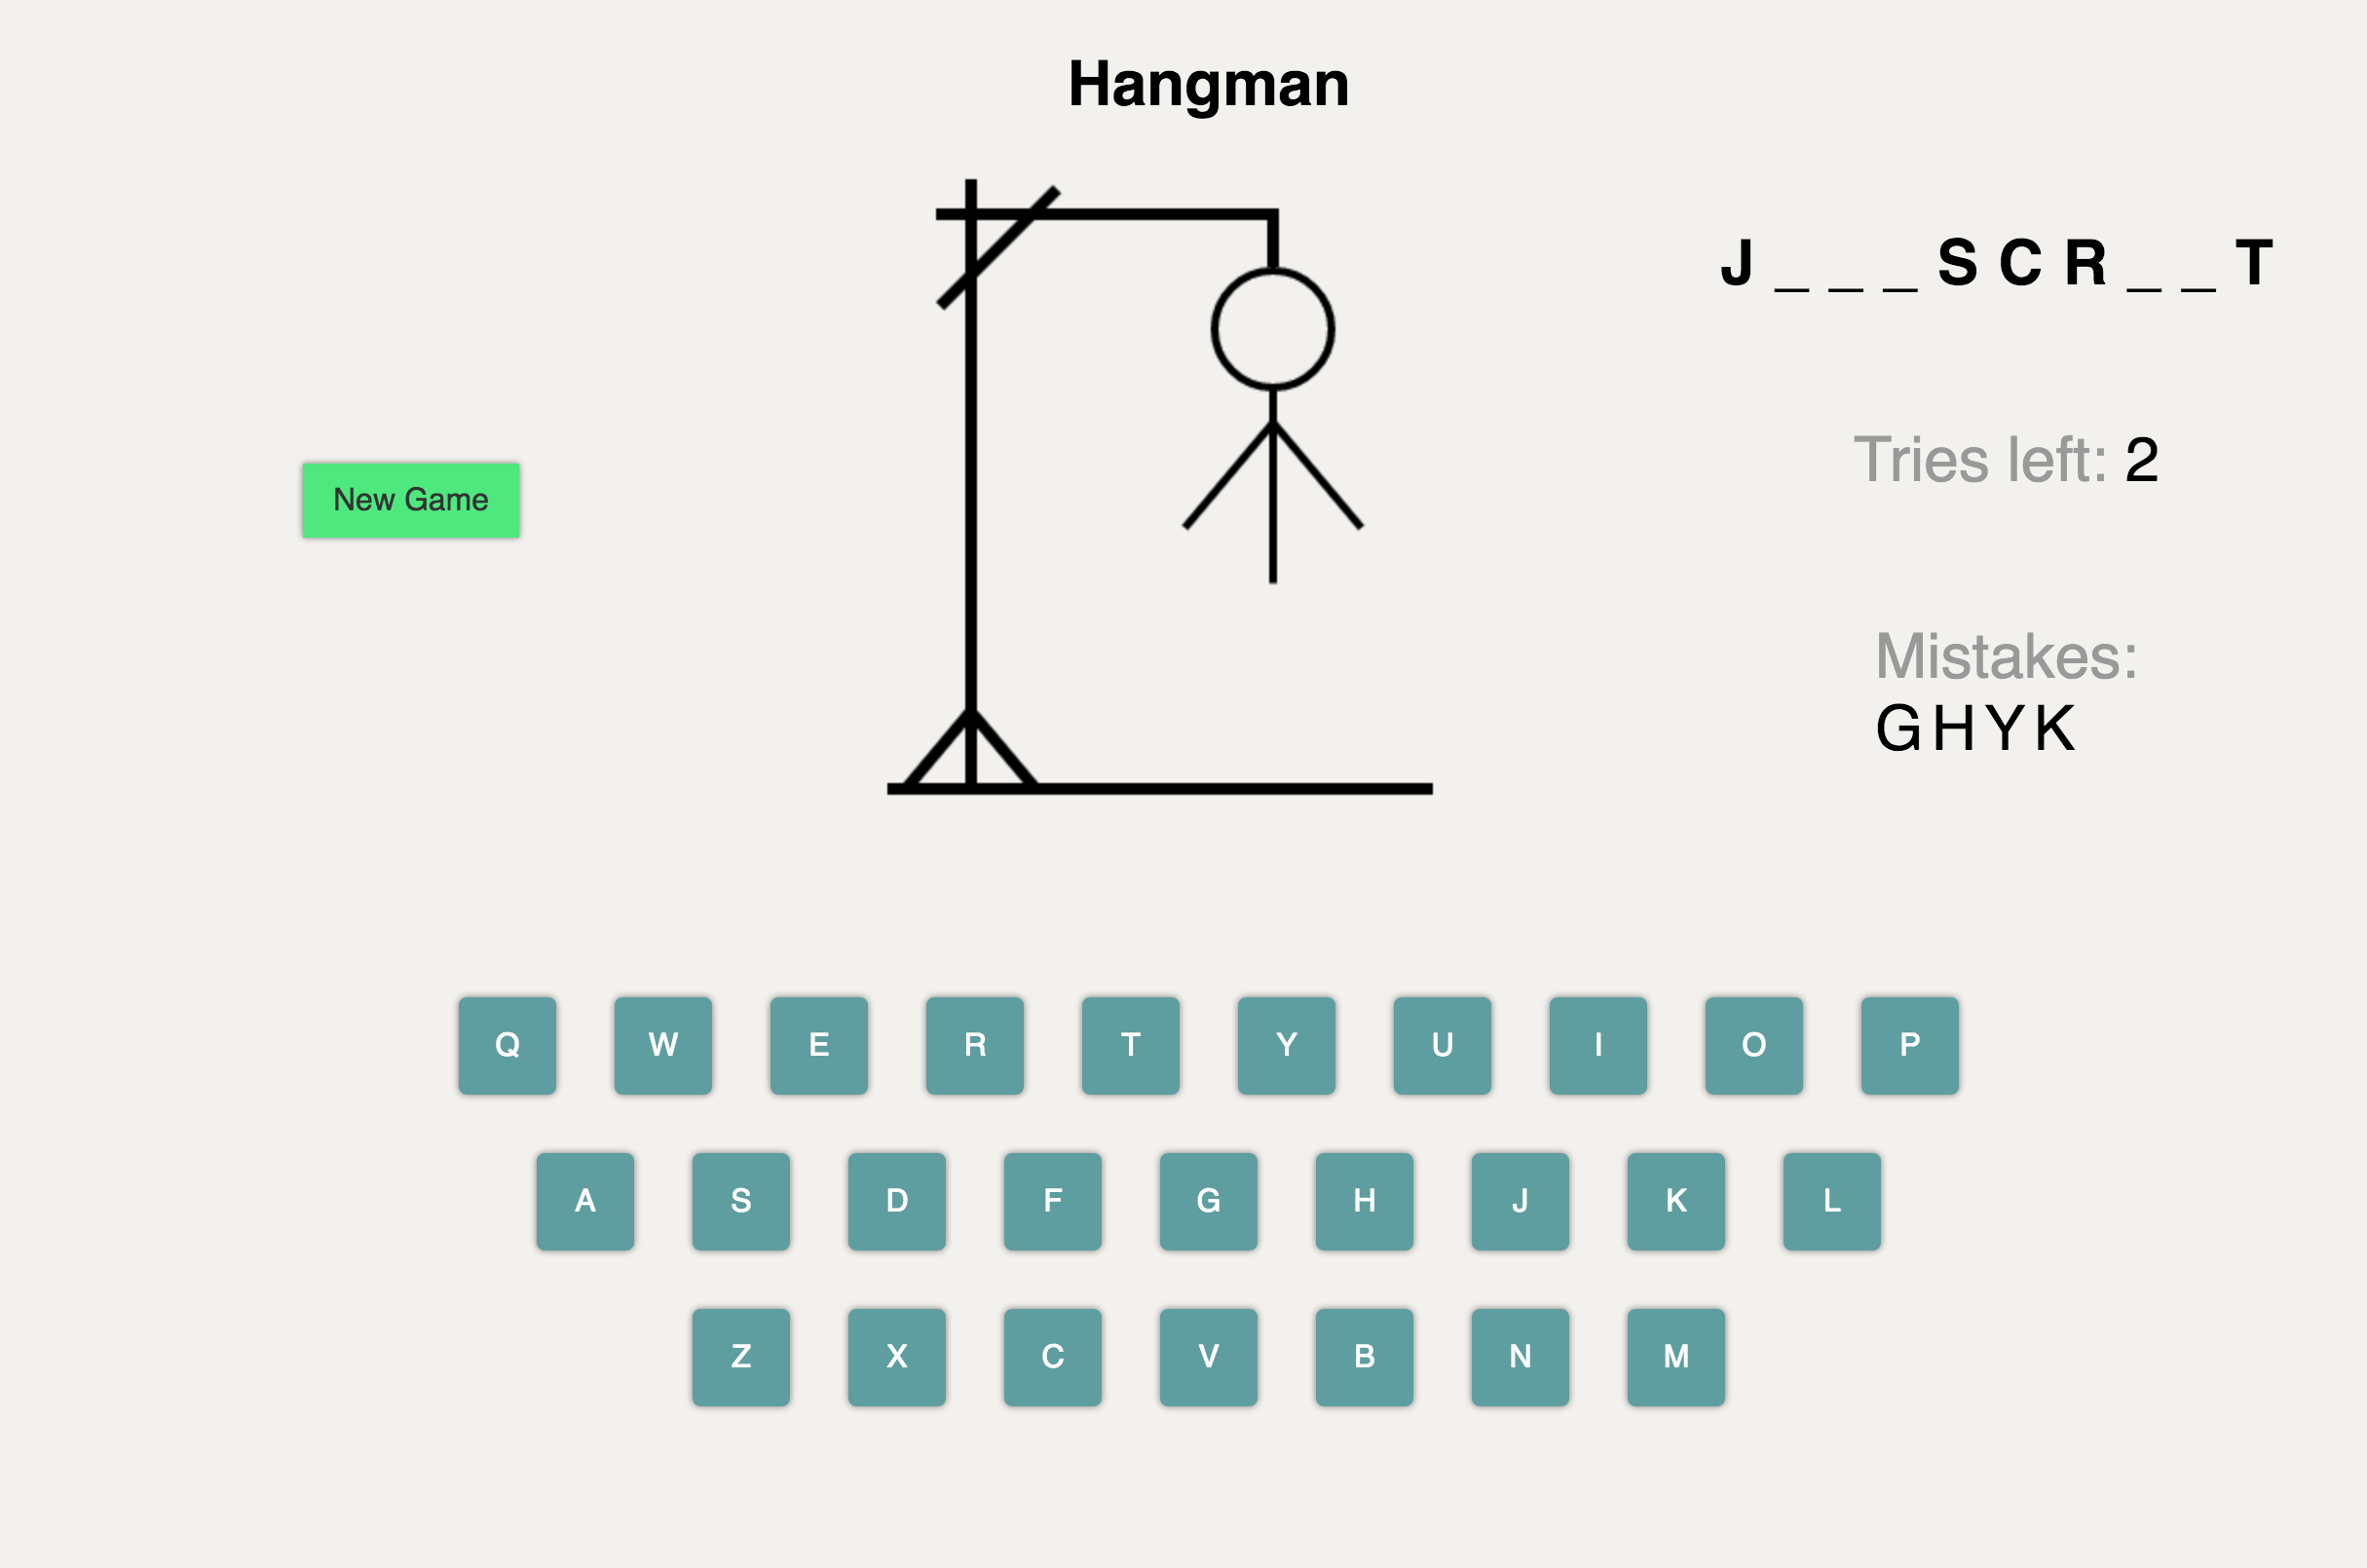 Hangman
J _ _ _ S C R _ _ T
New Game
Tries left: 2
Mistakes:
G H Y K
Q W E R T Y U I O P
A S D F G H J K L
Z X C V B N M